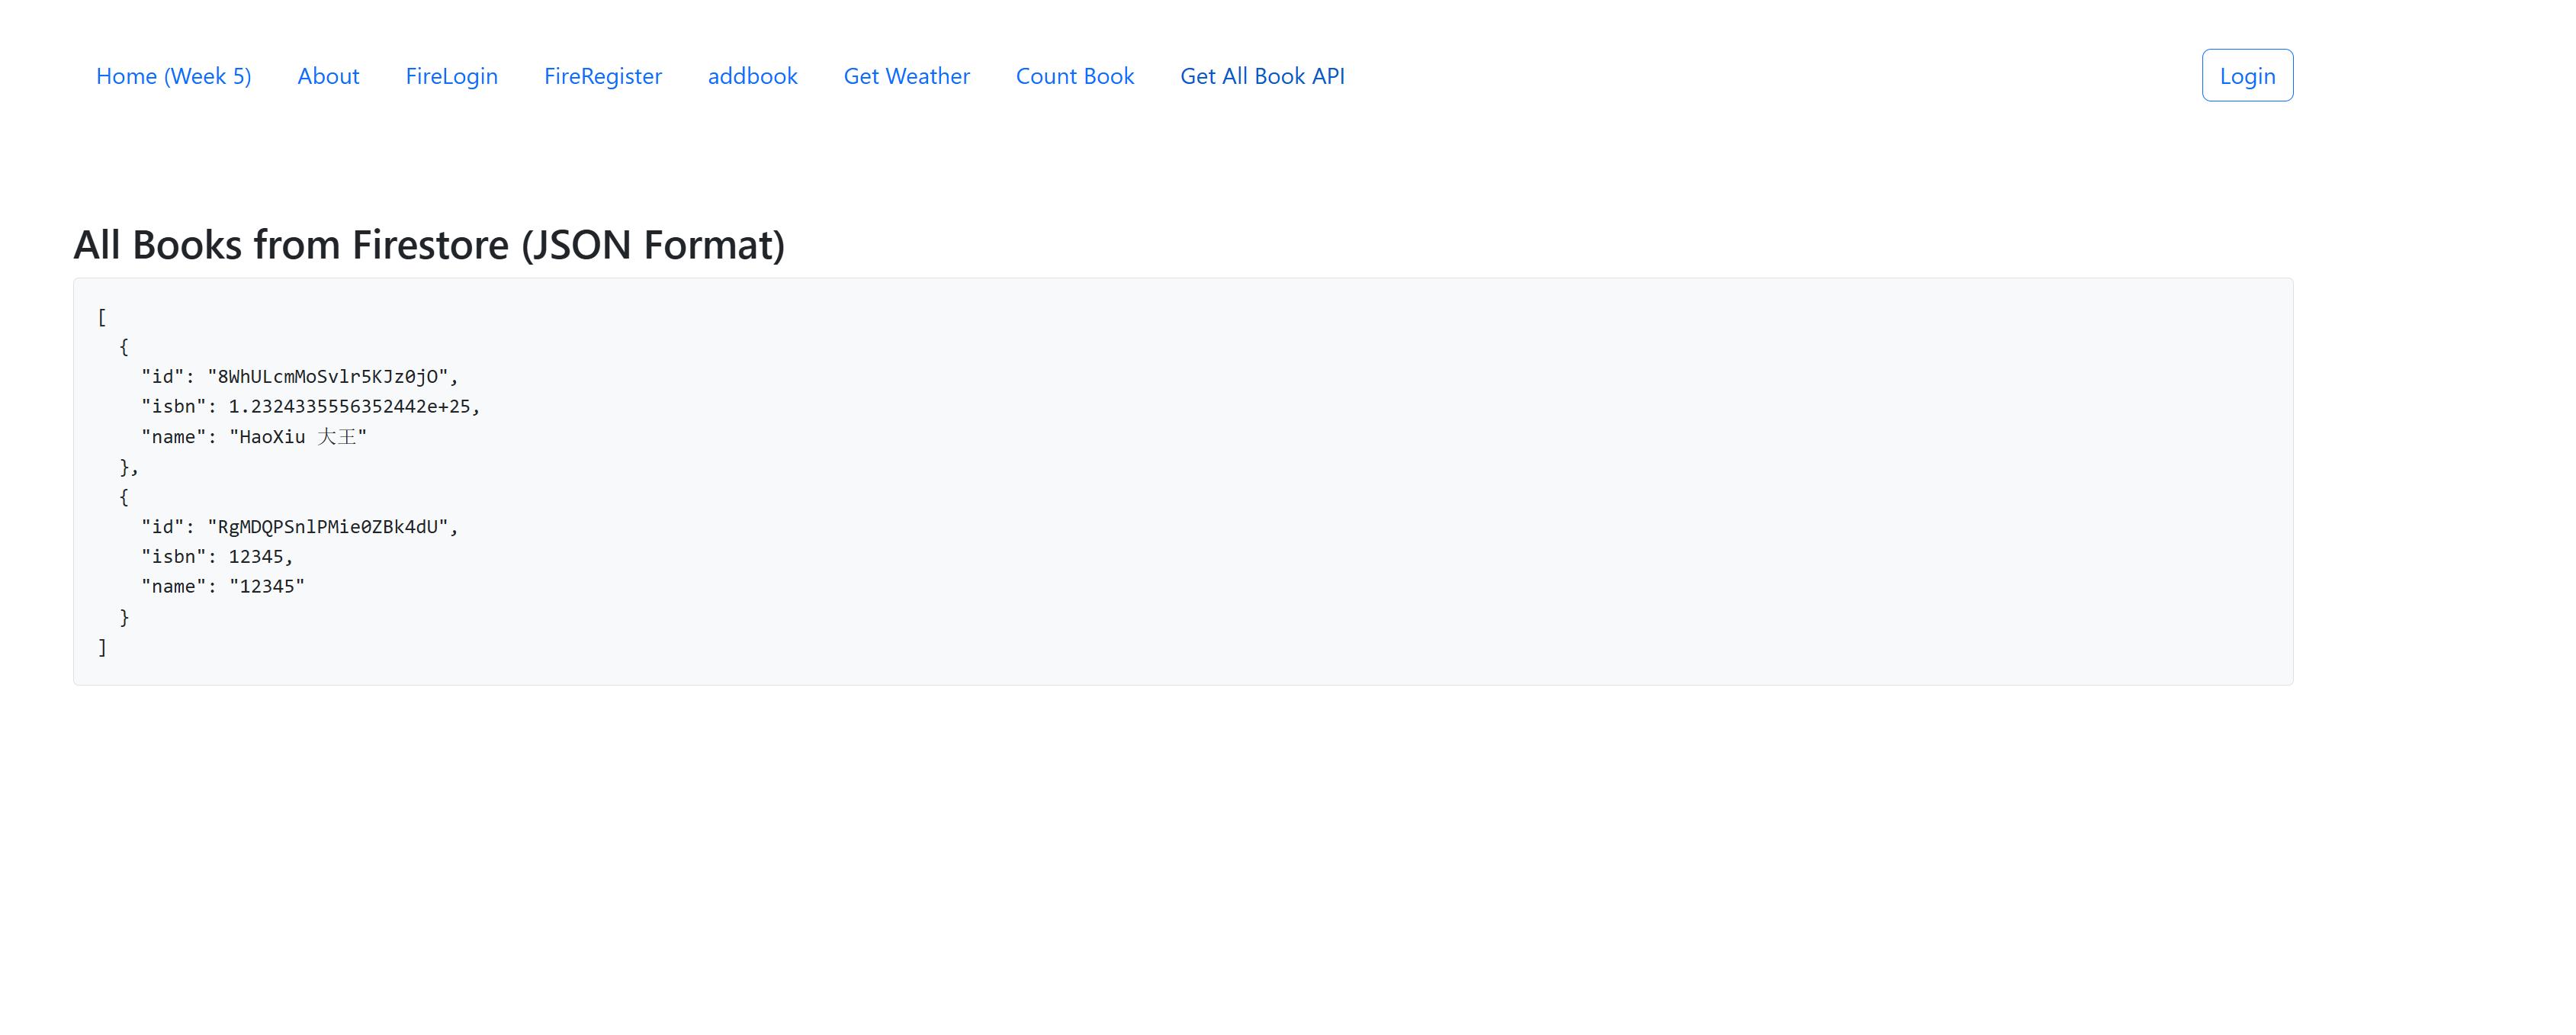 Home (Week 5) About FireLogin FireRegister addbook Get Weather Count Book Get All Book API Login
All Books from Firestore (JSON Format)
[
  {
    "id": "8WhULcmMoSvlr5KJz0jO",
    "isbn": 1.2324335556352442e+25,
    "name": "HaoXiu 大王"
  },
  {
    "id": "RgMDQPSnlPMie0ZBk4dU",
    "isbn": 12345,
    "name": "12345"
  }
]